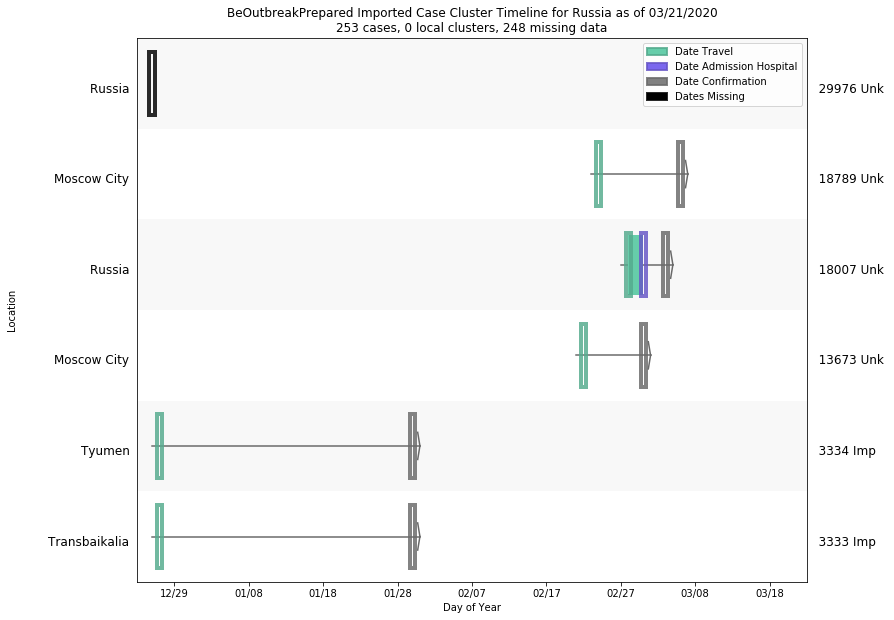 BeOutbreakPrepared Imported Case Cluster Timeline for Russia as of 03/21/2020
253 cases, 0 local clusters, 248 missing data
Date Travel
Date Admission Hospital
Date Confirmation
Dates Missing
Russia
29976 Unk
Moscow City
18789 Unk
Russia
18007 Unk
Location
Moscow City
13673 Unk
Tyumen
3334 Imp
Transbaikalia
3333 Imp
12/29 01/08 01/18 01/28 02/07 02/17 02/27 03/08 03/18
Day of Year